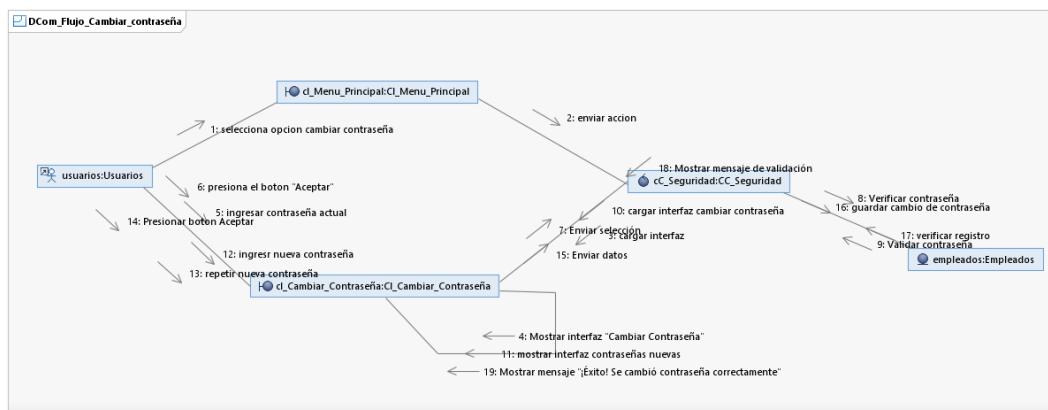 DCom_Flujo_Cambiar_contraseña
cI_Menu_Principal:CI_Menu_Principal
2: enviar accion
1: selecciona opcion cambiar contraseña
18: Mostrar mensaje de validación
usuarios:Usuarios
cC_Seguridad:CC_Seguridad
6: presiona el boton "Aceptar"
8: Verificar contraseña
16: guardar cambio de contraseña
5: ingresar contraseña actual
10: cargar interfaz cambiar contraseña
14: Presionar boton Aceptar
7: Enviar selección
3: cargar interfaz
17: verificar registro
9: Validar contraseña
12: ingresr nueva contraseña
15: Enviar datos
empleados:Empleados
13: repetir nueva contraseña
cI_Cambiar_Contraseña:CI_Cambiar_Contraseña
4: Mostrar interfaz "Cambiar Contraseña"
11: mostrar interfaz contraseñas nuevas
19: Mostrar mensaje "¡Éxito! Se cambió contraseña correctamente"